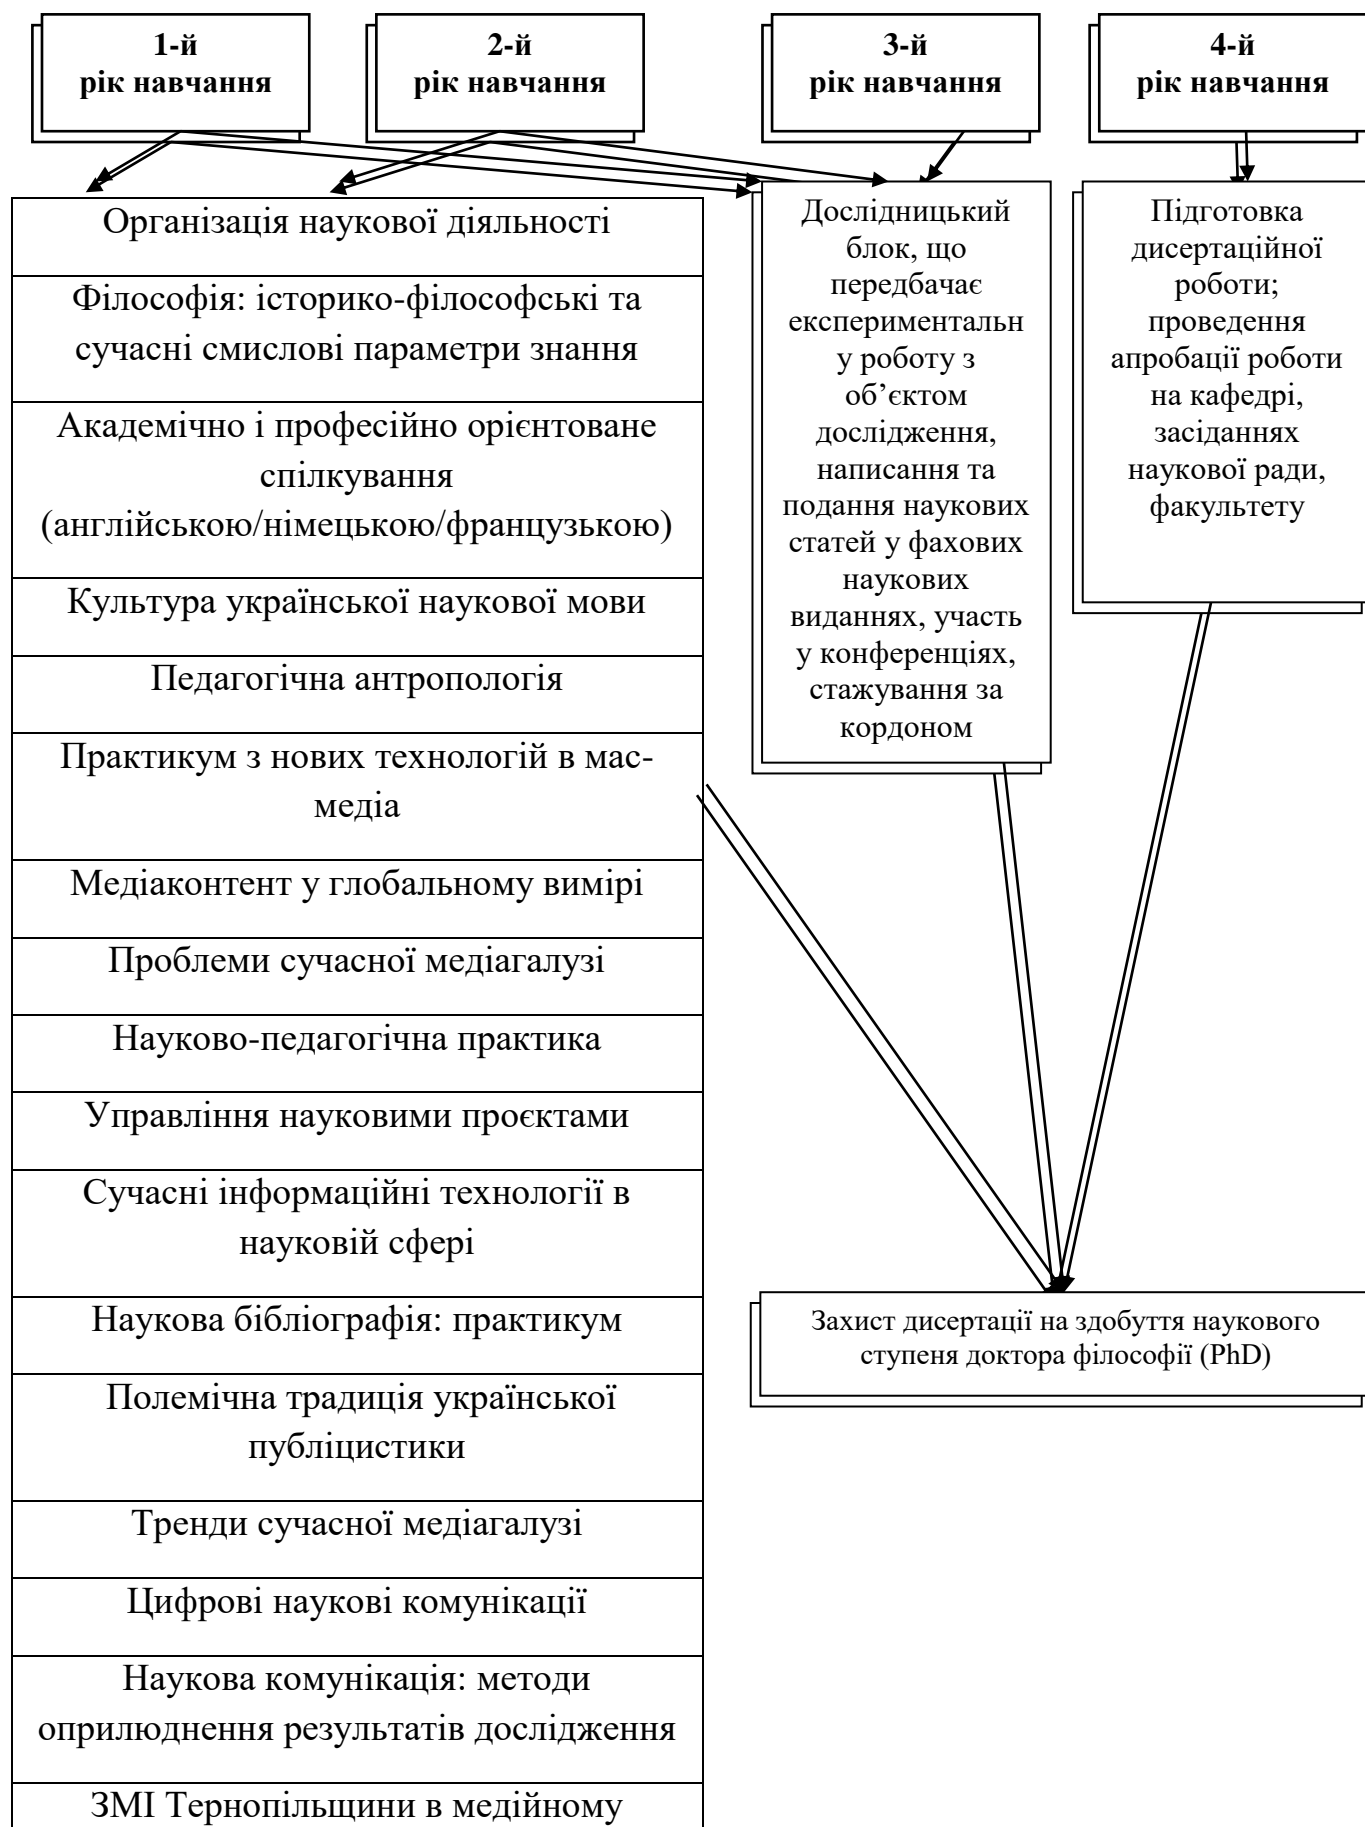 1-й
рік навчання
2-й
рік навчання
3-й
рік навчання
4-й
рік навчання
Організація наукової діяльності
Філософія: історико-філософські та
сучасні смислові параметри знання
Академічно і професійно орієнтоване
спілкування
(англійською/німецькою/французькою)
Культура української наукової мови
Педагогічна антропологія
Практикум з нових технологій в мас-
медіа
Медіаконтент у глобальному вимірі
Проблеми сучасної медіагалузі
Науково-педагогічна практика
Управління науковими проєктами
Сучасні інформаційні технології в
науковій сфері
Наукова бібліографія: практикум
Полемічна традиція української
публіцистики
Тренди сучасної медіагалузі
Цифрові наукові комунікації
Наукова комунікація: методи
оприлюднення результатів дослідження
ЗМІ Тернопільщини в медійному
Дослідницький
блок, що
передбачає
експериментальн
у роботу з
об’єктом
дослідження,
написання та
подання наукових
статей у фахових
наукових
виданнях, участь
у конференціях,
стажування за
кордоном
Підготовка
дисертаційної
роботи;
проведення
апробації роботи
на кафедрі,
засіданнях
наукової ради,
факультету
Захист дисертації на здобуття наукового
ступеня доктора філософії (PhD)